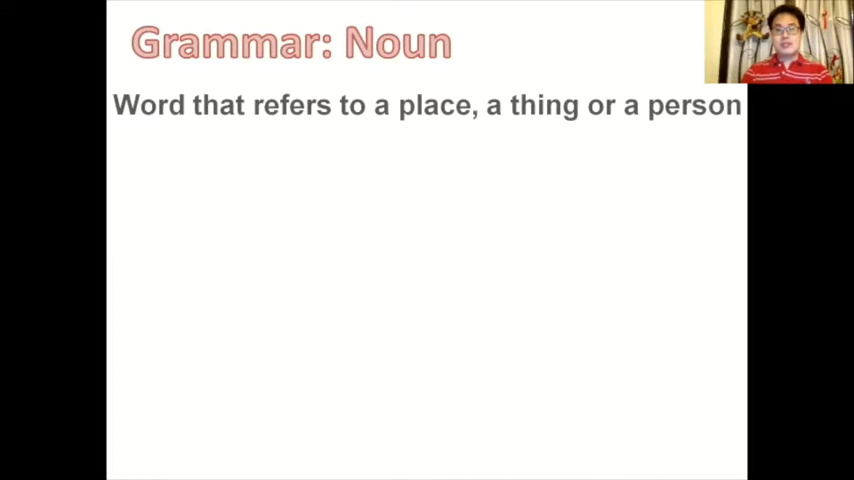 Grammar: Noun
Word that refers to a place, a thing or a person